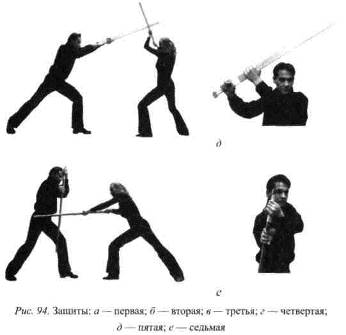 д
е
Рис. 94. Защиты: а — первая; б — вторая; в — третья; г — четвертая;
д — пятая; е — седьмая